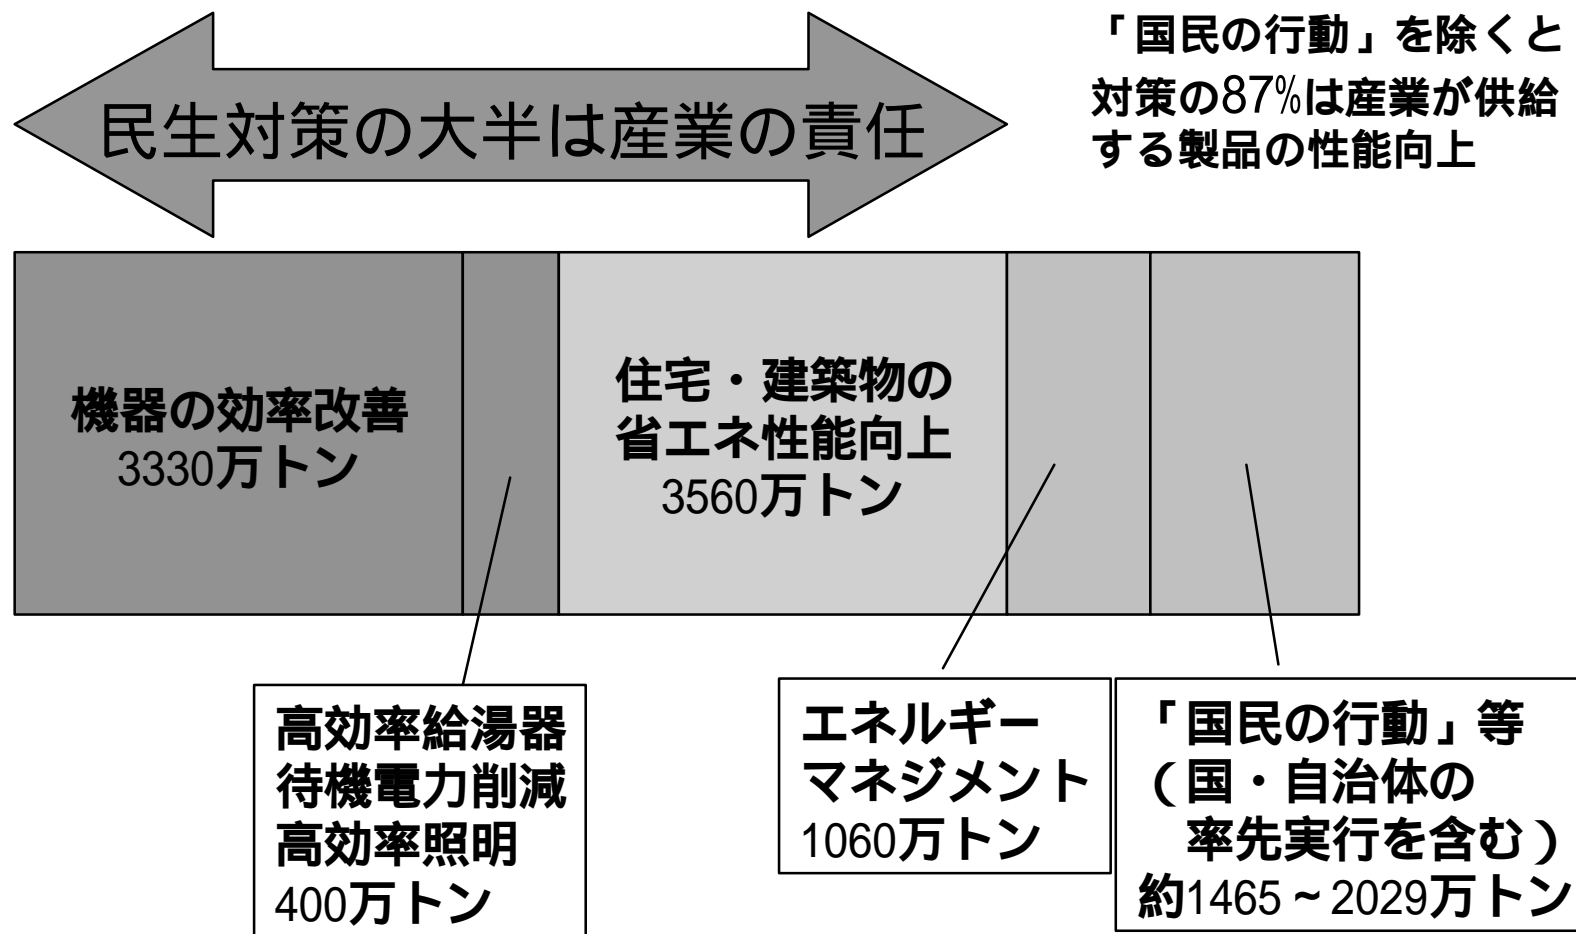 民生対策の大半は産業の責任
「国民の行動」を除くと
対策の87%は産業が供給
する製品の性能向上
機器の効率改善
3330万トン
住宅・建築物の
省エネ性能向上
3560万トン
高効率給湯器
待機電力削減
高効率照明
400万トン
エネルギー
マネジメント
1060万トン
「国民の行動」等
(国・自治体の
率先実行を含む)
約1465~2029万トン